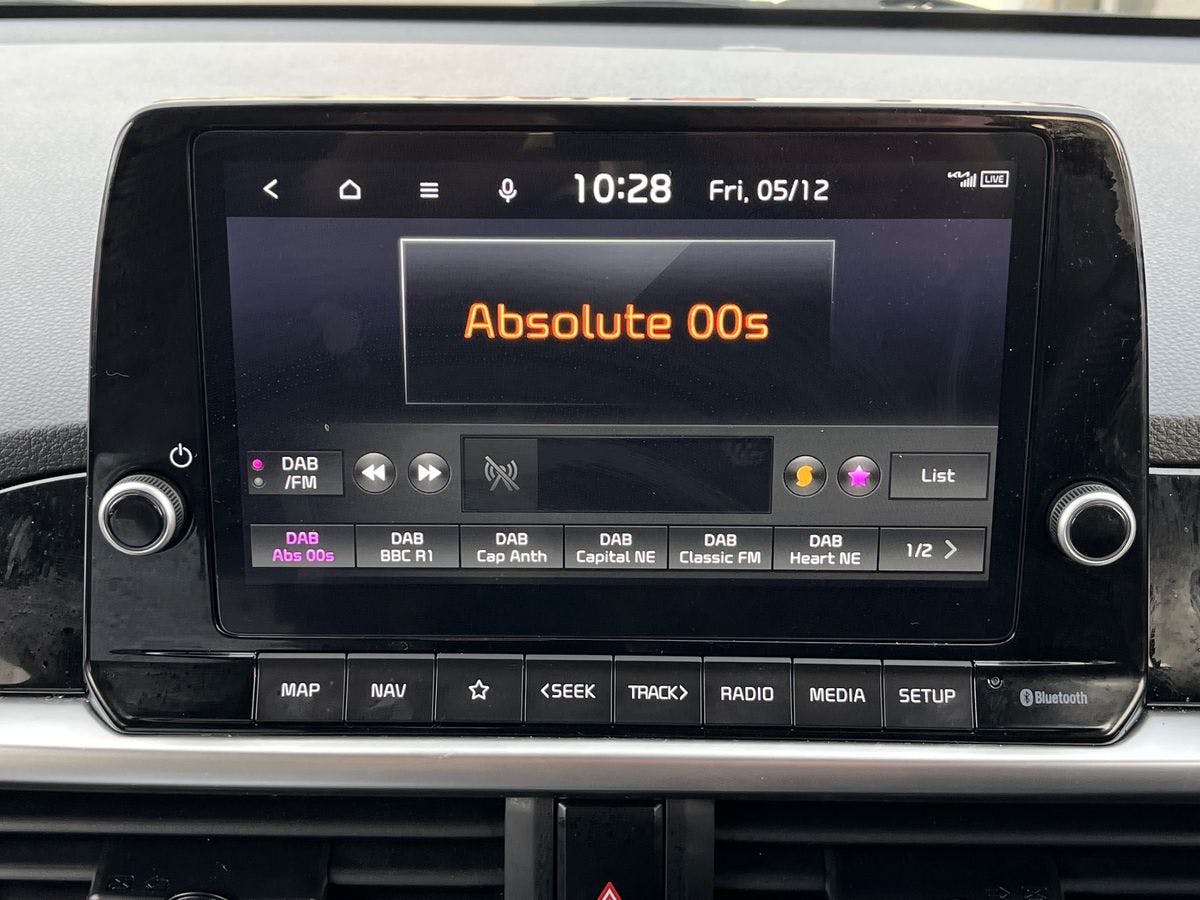 10:28 Fri, 05/12 KIA LIVE
Absolute 00s
DAB
/FM
List
DAB
Abs 00s
DAB
BBC R1
DAB
Cap Anth
DAB
Capital NE
DAB
Classic FM
DAB
Heart NE
1/2 >
MAP NAV <SEEK TRACK> RADIO MEDIA SETUP Bluetooth